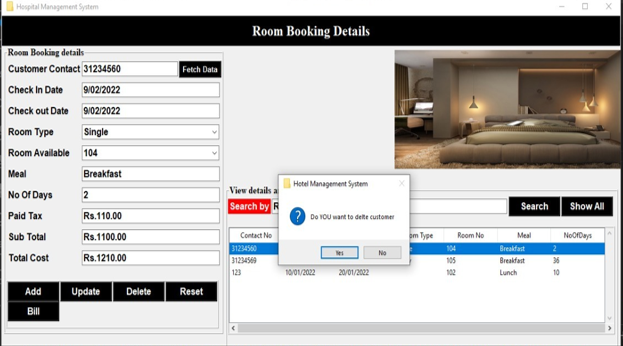 Hospital Management System
Room Booking Details
Room Booking details
Customer Contact 31234560 Fetch Data
Check In Date 9/02/2022
Check out Date 9/02/2022
Room Type Single
Room Available 104
Meal Breakfast
No Of Days 2
Paid Tax Rs.110.00
Sub Total Rs.1100.00
Total Cost Rs.1210.00
Add Update Delete Reset
Bill
Hotel Management System
Do YOU want to delte customer
Yes No
View details a
Search by R Search Show All
Contact No om Type Room No Meal NoOfDays
31234560 104 Breakfast 2
31234569 105 Breakfast 36
123 10/01/2022 20/01/2022 102 Lunch 10